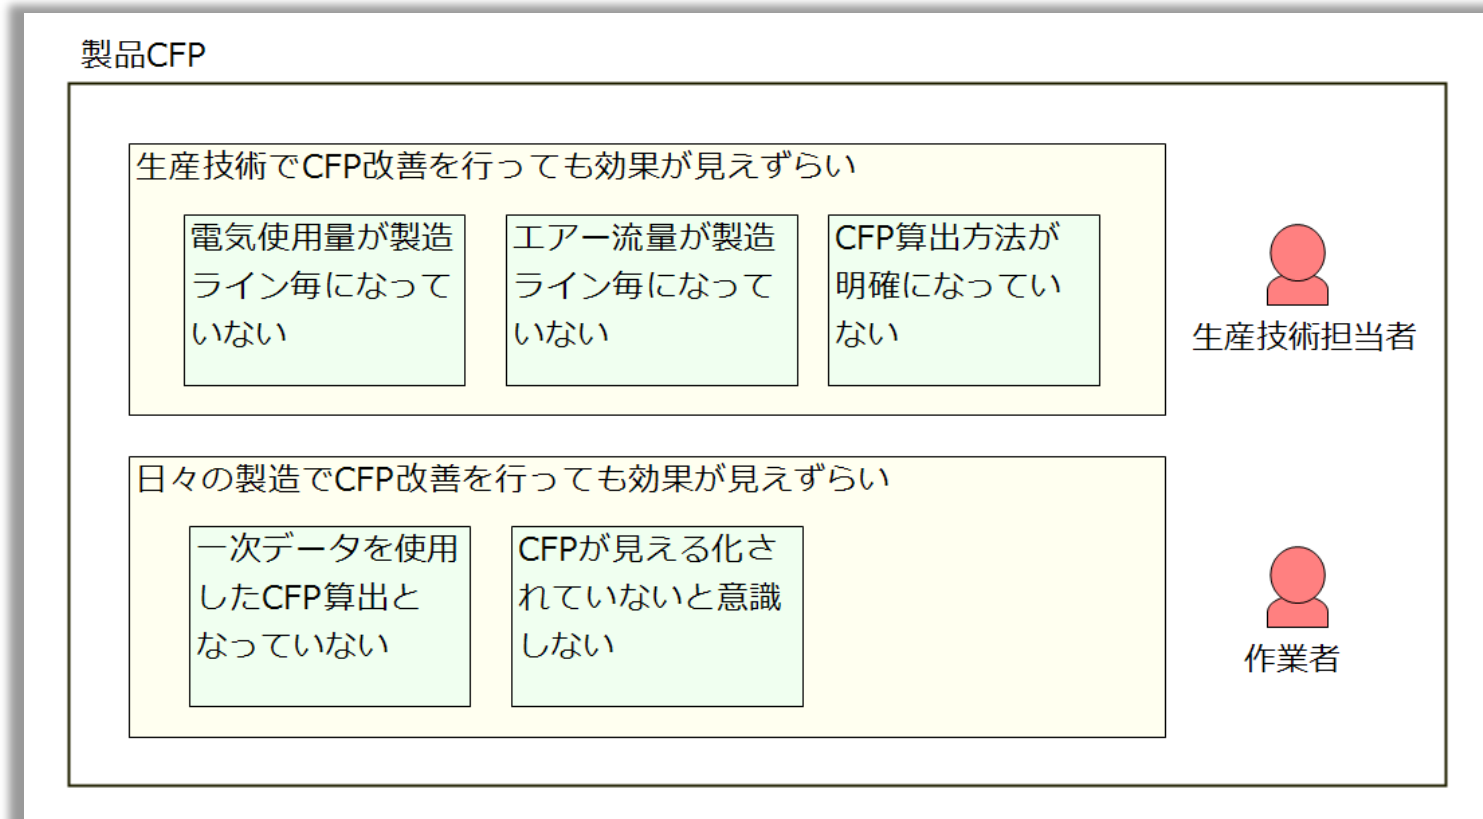 製品CFP
生産技術でCFP改善を行っても効果が見えずらい
電気使用量が製造
ライン毎になって
いない
エアー流量が製造
ライン毎になって
いない
CFP算出方法が
明確になってい
ない
生産技術担当者
日々の製造でCFP改善を行っても効果が見えずらい
一次データを使用
したCFP算出と
なっていない
CFPが見える化さ
れていないと意識
しない
作業者